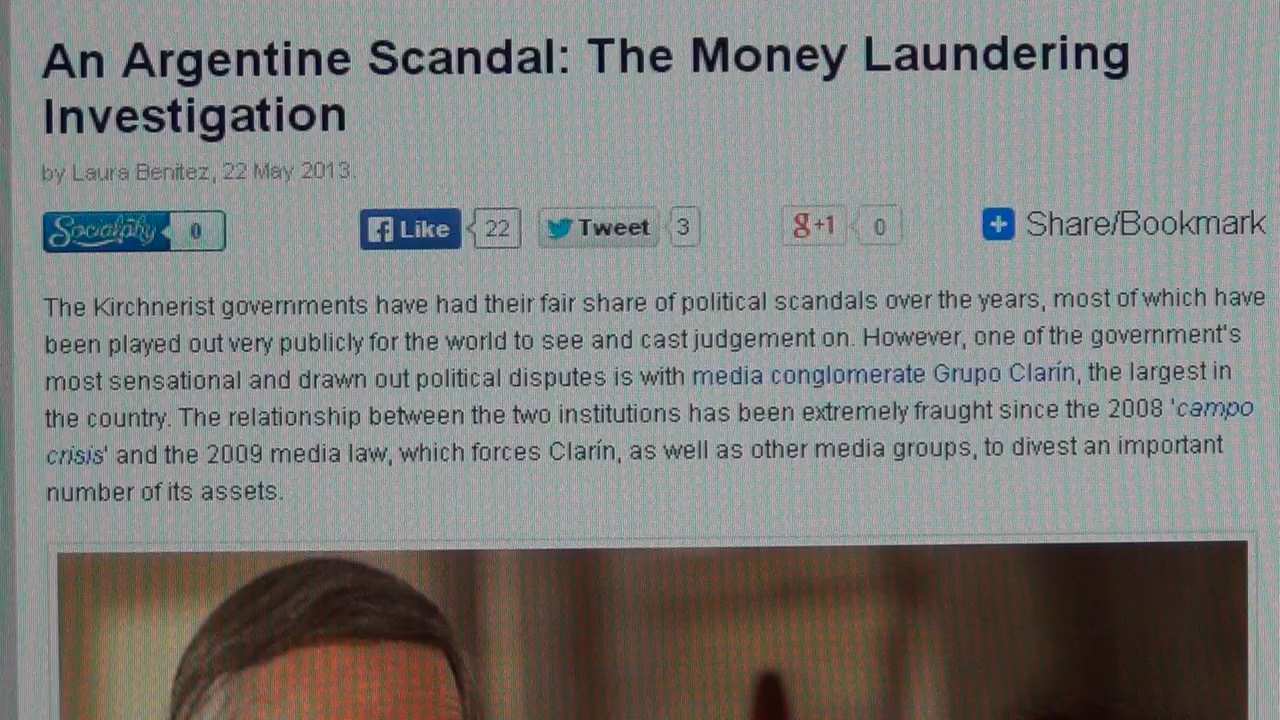 An Argentine Scandal: The Money Laundering
Investigation
by Laura Benitez, 22 May 2013.
Sociably 0 Like 22 Tweet 3 g+1 0 Share/Bookmark
The Kirchnerist governments have had their fair share of political scandals over the years, most of which have
been played out very publicly for the world to see and cast judgement on. However, one of the government's
most sensational and drawn out political disputes is with media conglomerate Grupo Clarín, the largest in
the country. The relationship between the two institutions has been extremely fraught since the 2008 'campo
crisis' and the 2009 media law, which forces Clarín, as well as other media groups, to divest an important
number of its assets.